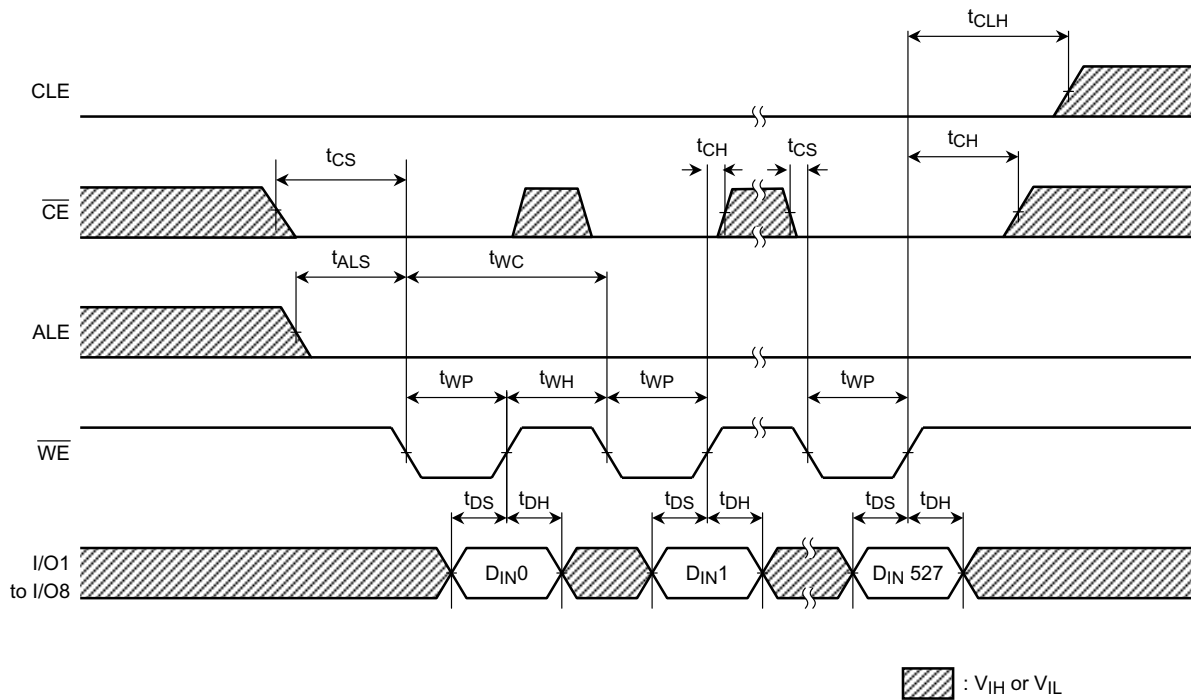 tCLH
CLE
tCS
tCH
tCS
tCH
CE
tALS
tWC
ALE
tWP
tWH
tWP
tWP
WE
tDS
tDH
tDS
tDH
tDS
tDH
I/O1
to I/O8
DIN0
DIN1
DIN 527
: VIH or VIL